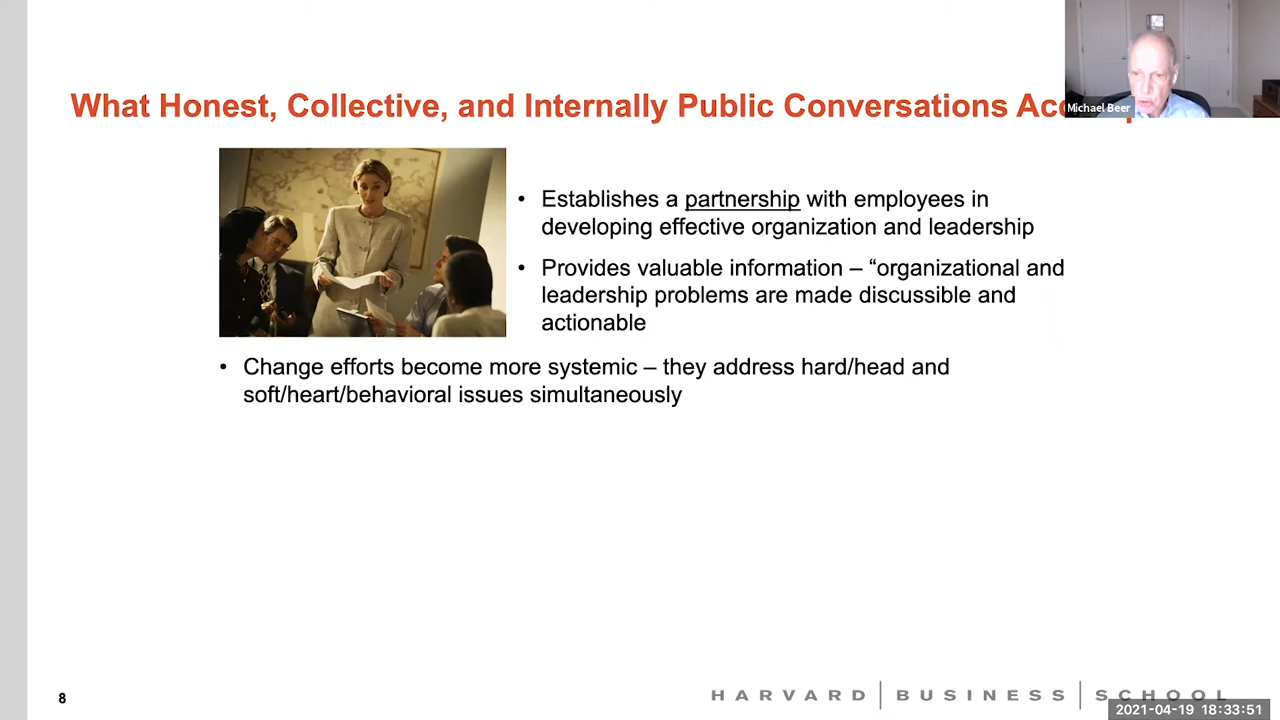 What Honest, Collective, and Internally Public Conversations
Michael Beer
• Establishes a partnership with employees in
developing effective organization and leadership
• Provides valuable information – “organizational and
leadership problems are made discussible and
actionable
• Change efforts become more systemic – they address hard/head and
soft/heart/behavioral issues simultaneously
8
HARVARD | BUSINESS | SCHOOL
2021-04-19 18:33:51